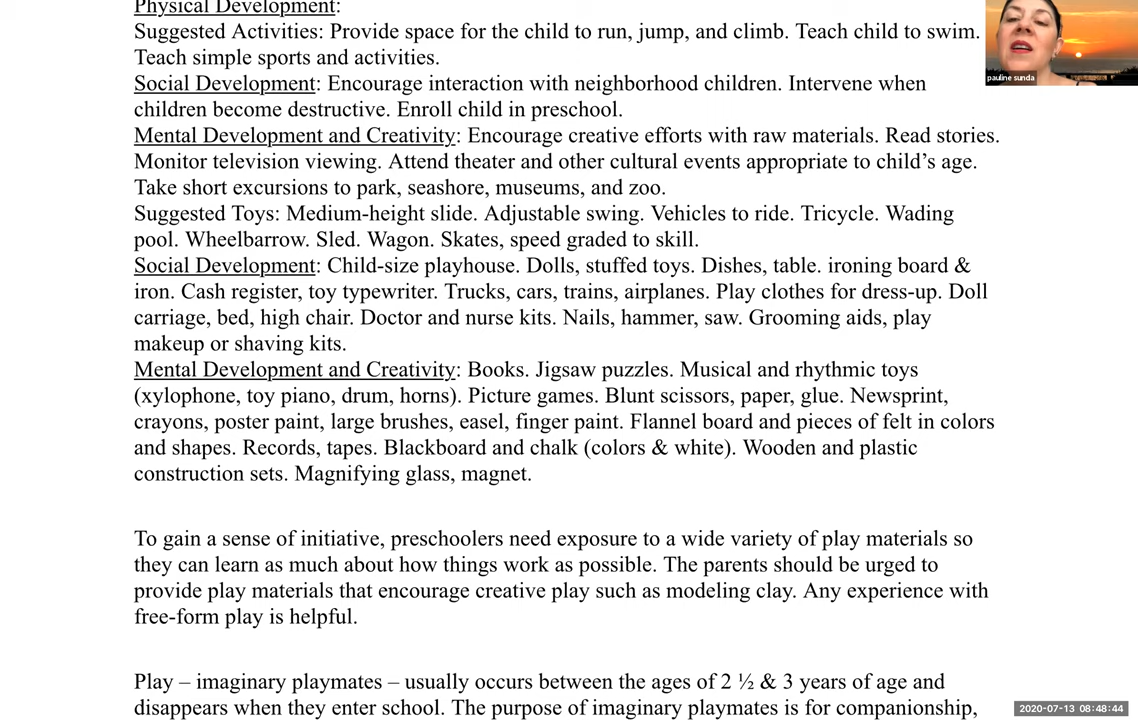 Physical Development:
Suggested Activities: Provide space for the child to run, jump, and climb. Teach child to swim.
Teach simple sports and activities.
Social Development: Encourage interaction with neighborhood children. Intervene when
children become destructive. Enroll child in preschool.
Mental Development and Creativity: Encourage creative efforts with raw materials. Read stories.
Monitor television viewing. Attend theater and other cultural events appropriate to child’s age.
Take short excursions to park, seashore, museums, and zoo.
Suggested Toys: Medium-height slide. Adjustable swing. Vehicles to ride. Tricycle. Wading
pool. Wheelbarrow. Sled. Wagon. Skates, speed graded to skill.
Social Development: Child-size playhouse. Dolls, stuffed toys. Dishes, table. ironing board &
iron. Cash register, toy typewriter. Trucks, cars, trains, airplanes. Play clothes for dress-up. Doll
carriage, bed, high chair. Doctor and nurse kits. Nails, hammer, saw. Grooming aids, play
makeup or shaving kits.
Mental Development and Creativity: Books. Jigsaw puzzles. Musical and rhythmic toys
(xylophone, toy piano, drum, horns). Picture games. Blunt scissors, paper, glue. Newsprint,
crayons, poster paint, large brushes, easel, finger paint. Flannel board and pieces of felt in colors
and shapes. Records, tapes. Blackboard and chalk (colors & white). Wooden and plastic
construction sets. Magnifying glass, magnet.
To gain a sense of initiative, preschoolers need exposure to a wide variety of play materials so
they can learn as much about how things work as possible. The parents should be urged to
provide play materials that encourage creative play such as modeling clay. Any experience with
free-form play is helpful.
Play – imaginary playmates – usually occurs between the ages of 2 ½ & 3 years of age and
disappears when they enter school. The purpose of imaginary playmates is for companionship,
pauline sunda
2020-07-13 08:48:44